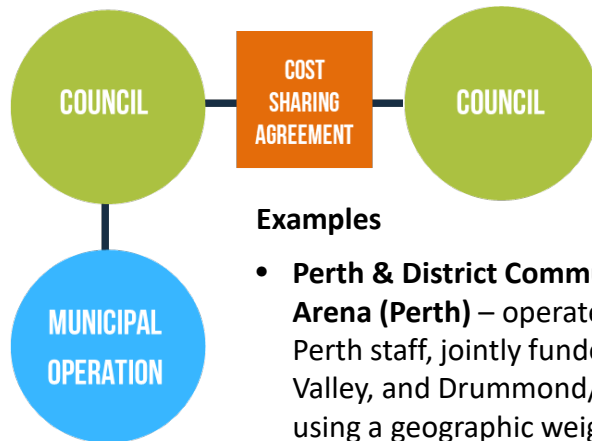 COUNCIL
COST
SHARING
AGREEMENT
COUNCIL
MUNICIPAL
OPERATION
Examples
• Perth & District Comm
Arena (Perth) – operate
Perth staff, jointly fund
Valley, and Drummond/
using a geographic weig